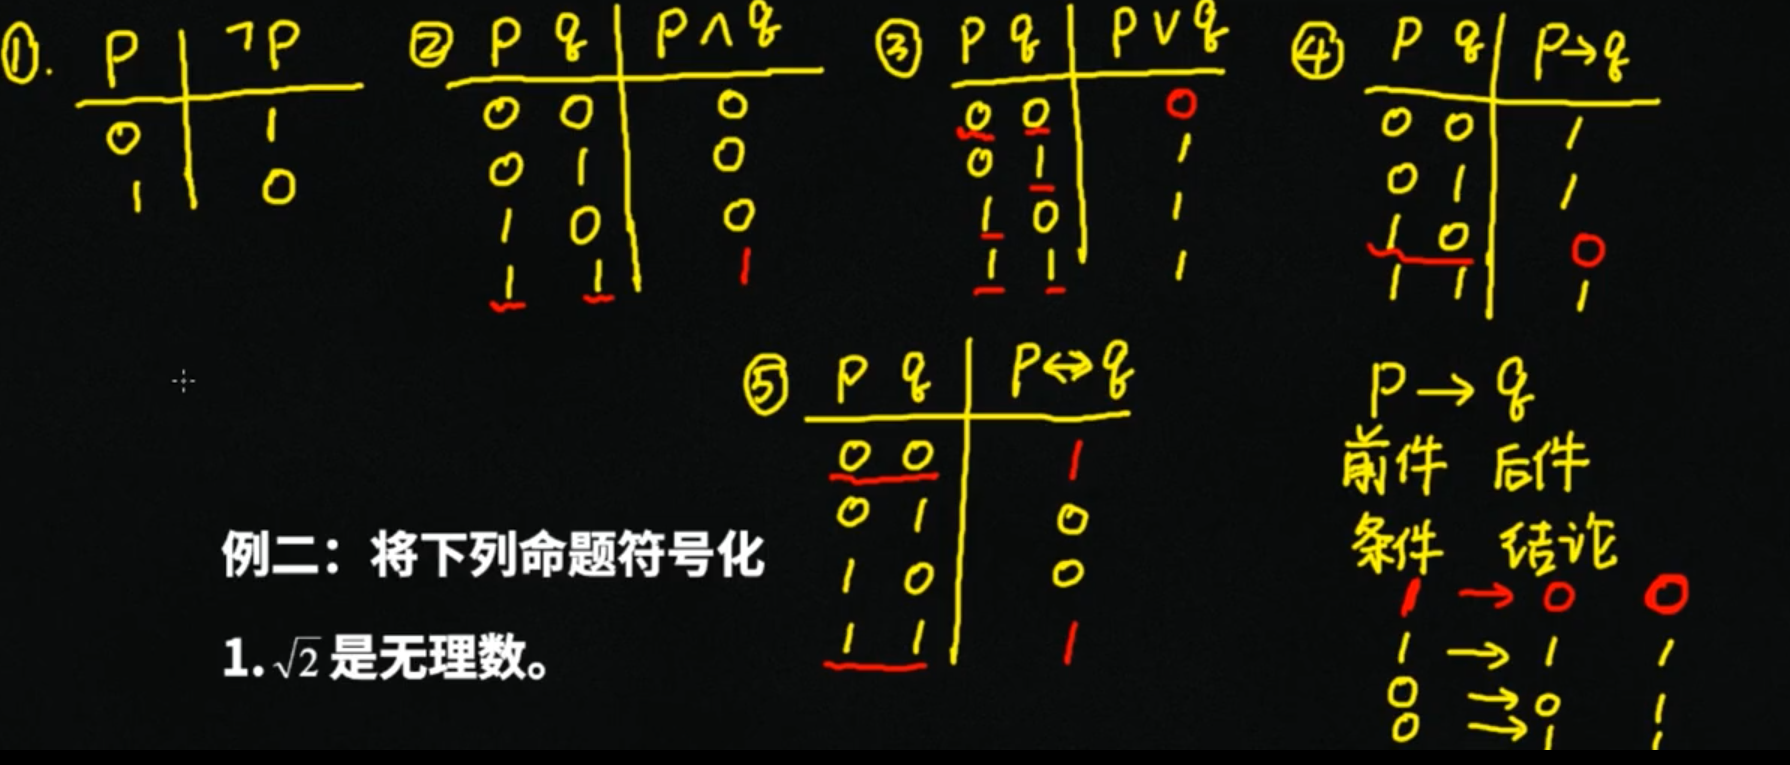 ①. p ¬p
0 1
1 0
② p q p∧q
0 0 0
0 1 0
1 0 0
1 1 1
③ p q p∨q
0 0 0
0 1 1
1 0 1
1 1 1
④ p q p→q
0 0 1
0 1 1
1 0 0
1 1 1
⑤ p q p↔q
0 0 1
0 1 0
1 0 0
1 1 1
p → q
前件 后件
条件 结论
1 → 0 0
1 → 1 1
0 → 0 1
0 → 1 1
例二：将下列命题符号化
1. √2 是无理数。